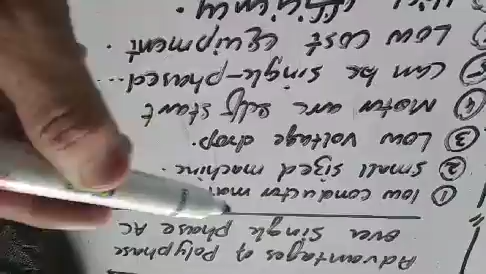 Advantages of Polyphase
over Single phase AC
① low conductor
② small sized machine.
③ Low voltage drop.
④ Motor are self start
⑤ can be single-phased...
Low cost equipment.
efficiency.